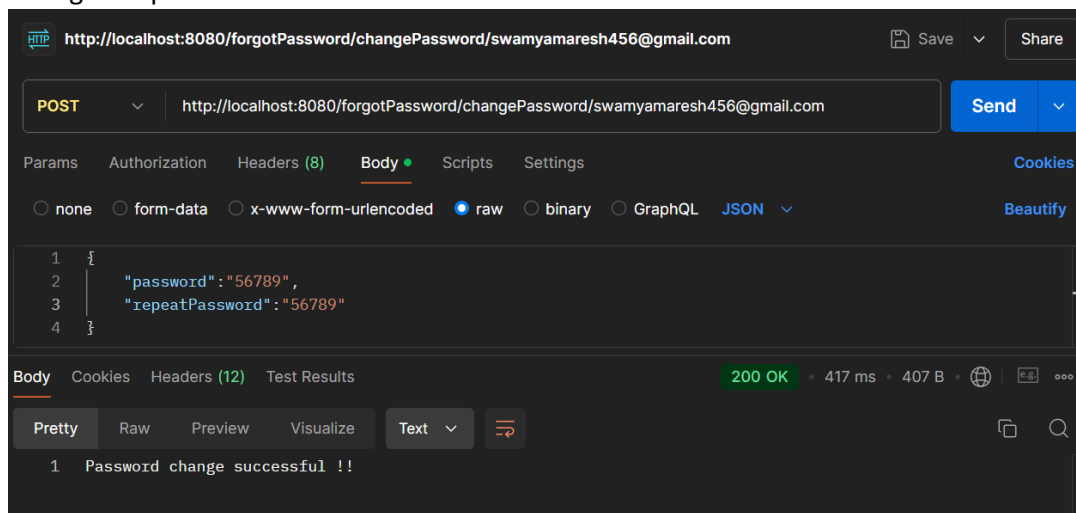 HTTP http://localhost:8080/forgotPassword/changePassword/swamyamaresh456@gmail.com Save Share
POST http://localhost:8080/forgotPassword/changePassword/swamyamaresh456@gmail.com Send
Params Authorization Headers (8) Body Scripts Settings Cookies
none form-data x-www-form-urlencoded raw binary GraphQL JSON Beautify
1 {
2 "password":"56789",
3 "repeatPassword":"56789"
4 }
Body Cookies Headers (12) Test Results 200 OK • 417 ms • 407 B e.g. ooo
Pretty Raw Preview Visualize Text
1 Password change successful !!